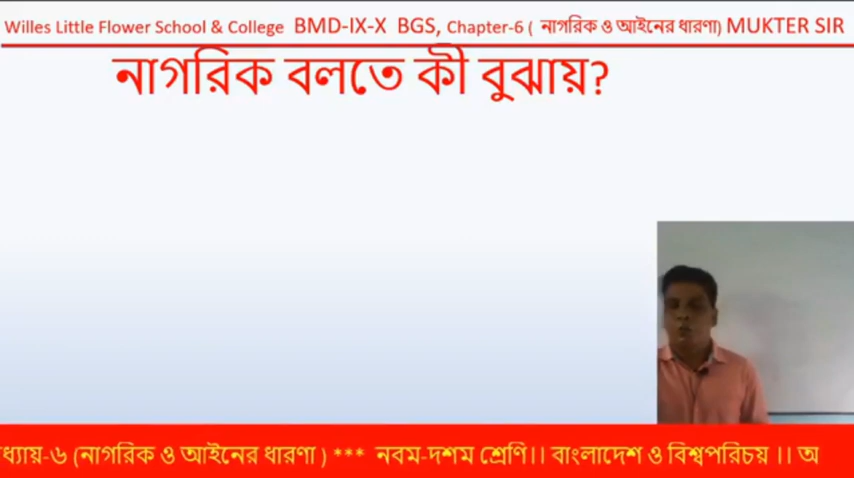 Willes Little Flower School & College BMD-IX-X BGS, Chapter-6 ( নাগরিক ও আইনের ধারণা) MUKTER SIR
নাগরিক বলতে কী বুঝায়?
ধ্যায়-৬ (নাগরিক ও আইনের ধারণা ) *** নবম-দশম শ্রেণি।। বাংলাদেশ ও বিশ্বপরিচয় ।। অ